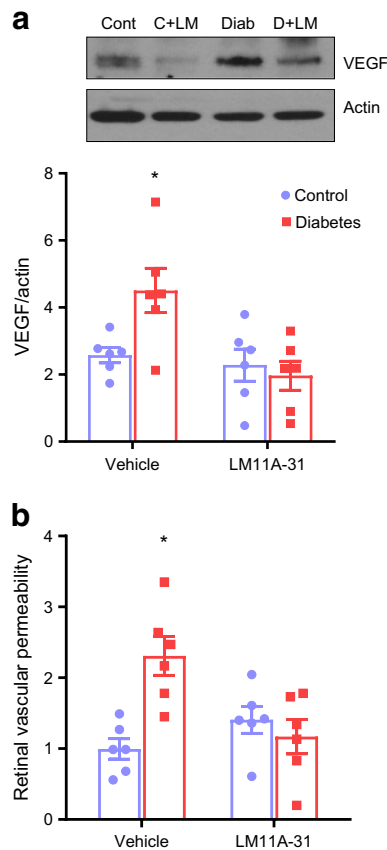 a
Cont C+LM Diab D+LM
VEGF
Actin
8
*
Control
Diabetes
6
VEGF/actin
4
2
0
Vehicle LM11A-31
b
4
*
3
Retinal vascular permeability
2
1
0
Vehicle LM11A-31